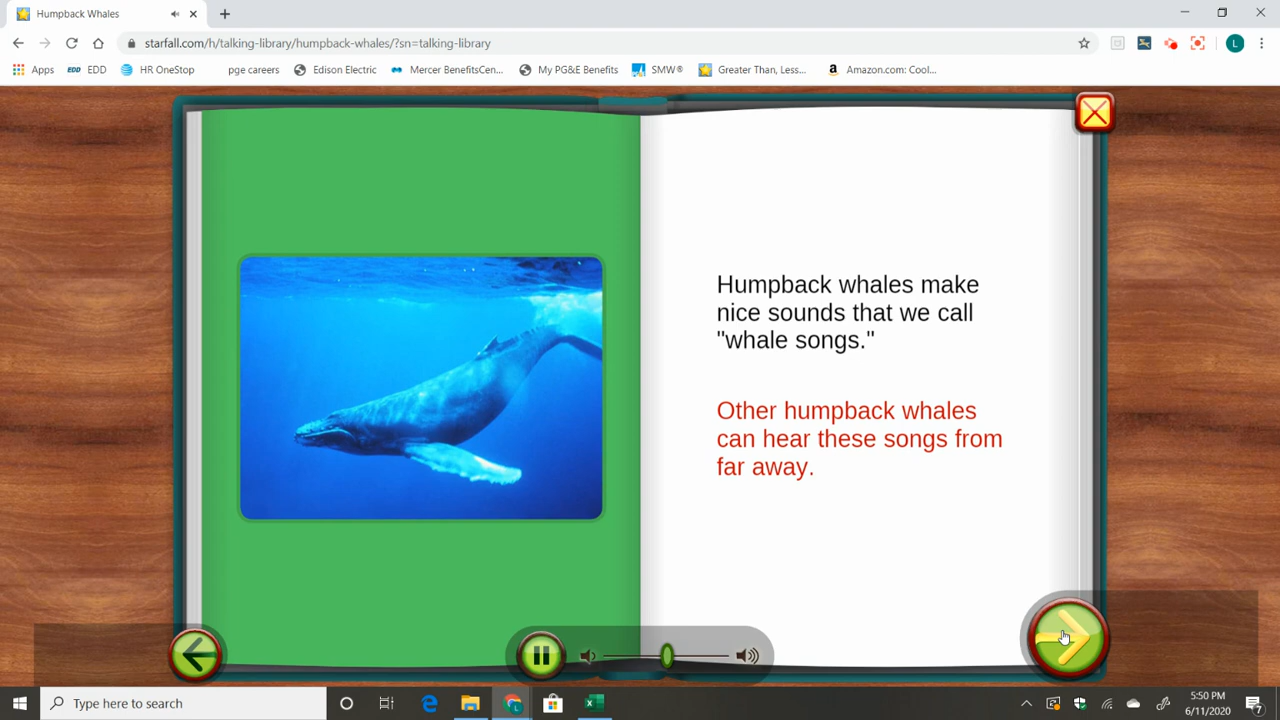 Humpback Whales
starfall.com/h/talking-library/humpback-whales/?sn=talking-library
L
Apps
EDD EDD
HR OneStop
pge careers
Edison Electric
Mercer BenefitsCen...
My PG&E Benefits
SMW®
Greater Than, Less...
a Amazon.com: Cool...
Humpback whales make
nice sounds that we call
"whale songs."
Other humpback whales
can hear these songs from
far away.
Type here to search
5:50 PM
6/11/2020
7